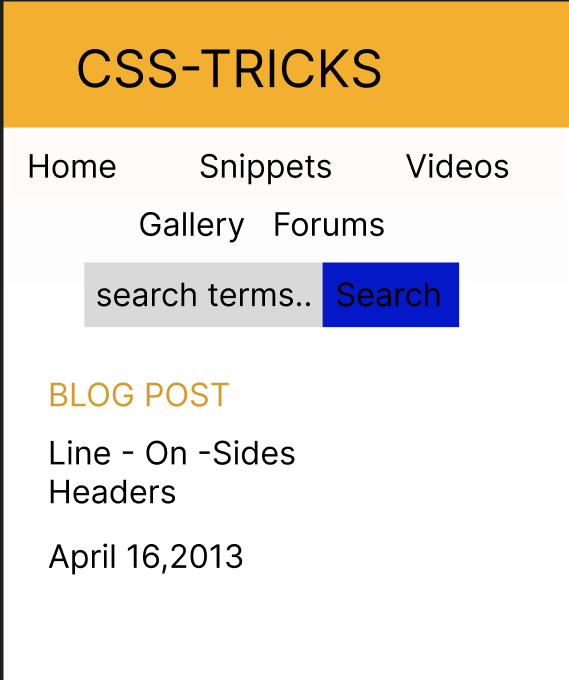 CSS-TRICKS
Home Snippets Videos
Gallery Forums
search terms.. Search
BLOG POST
Line - On -Sides
Headers
April 16,2013